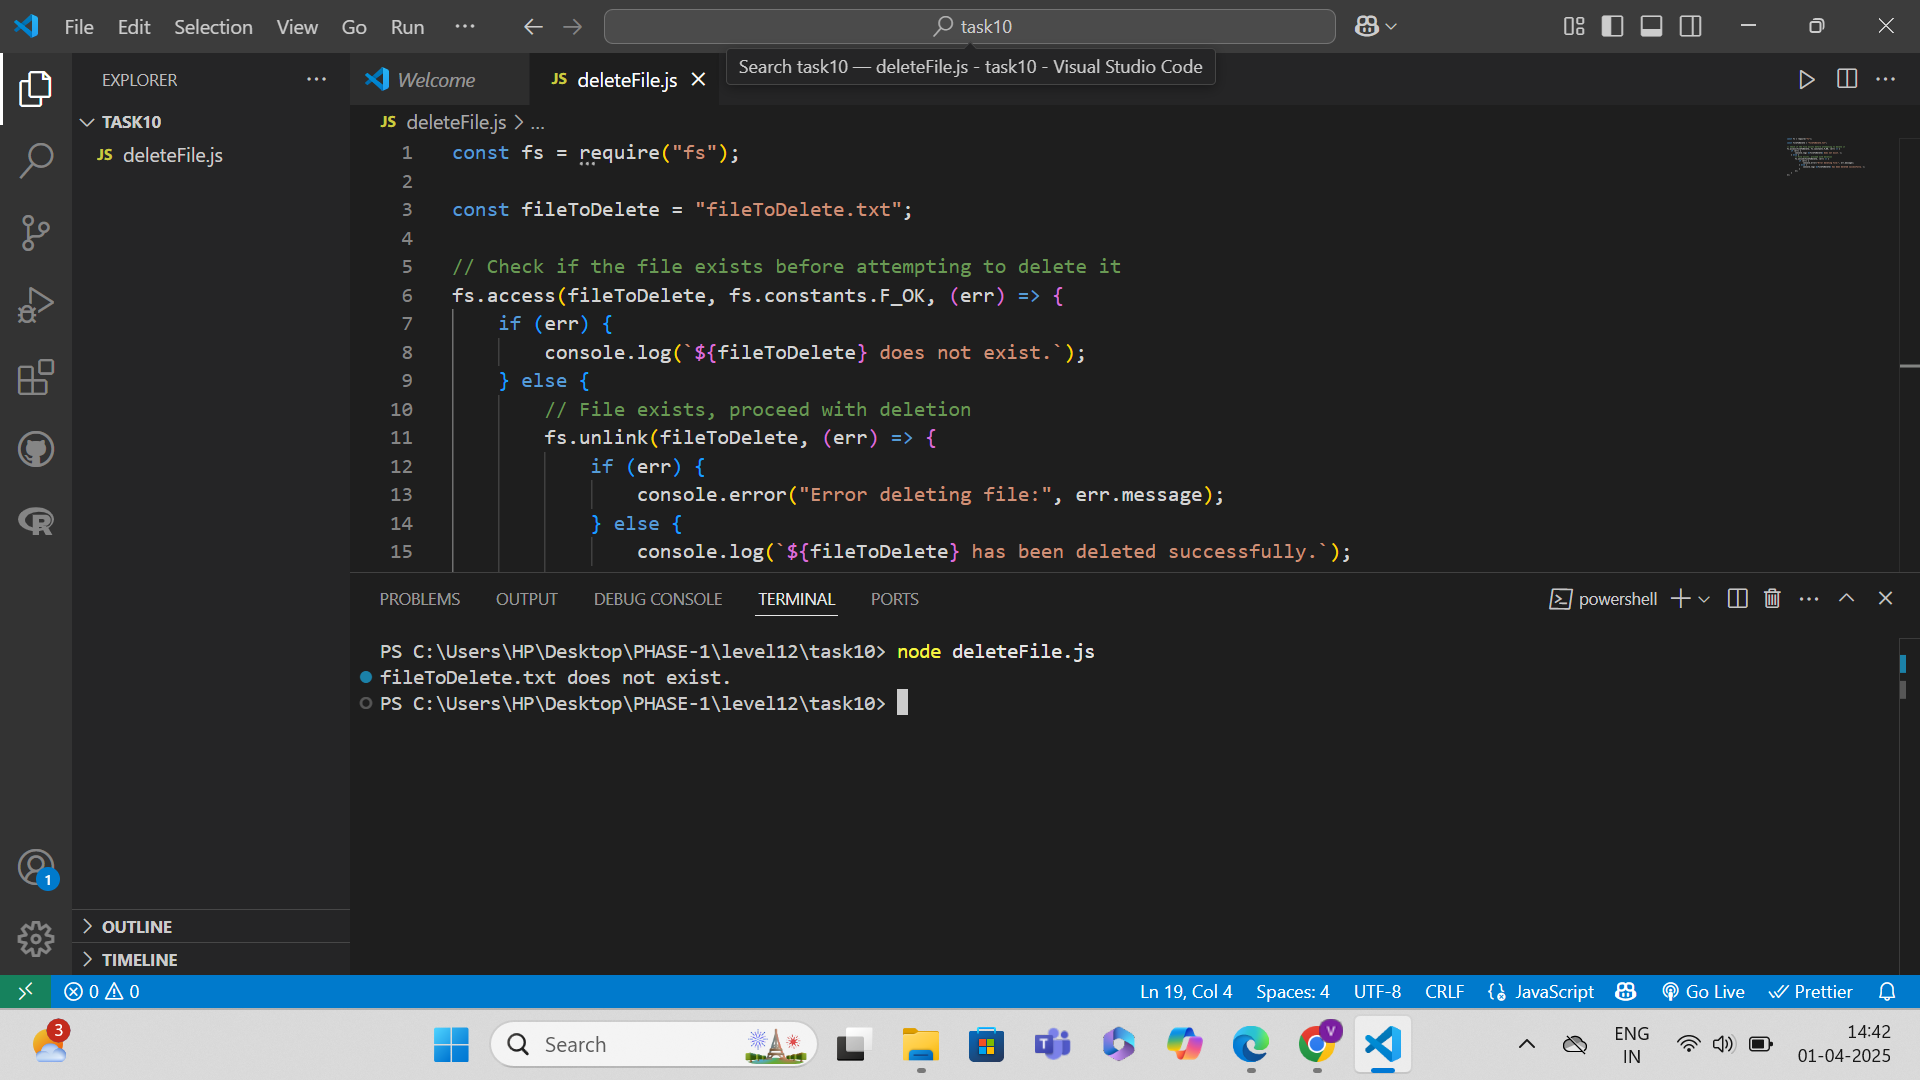 File Edit Selection View Go Run ···
task10
Search task10 — deleteFile.js - task10 - Visual Studio Code
EXPLORER
TASK10
JS deleteFile.js
OUTLINE
TIMELINE
Welcome
JS deleteFile.js
JS deleteFile.js > ...
1 const fs = require("fs");
2
3 const fileToDelete = "fileToDelete.txt";
4
5 // Check if the file exists before attempting to delete it
6 fs.access(fileToDelete, fs.constants.F_OK, (err) => {
7 if (err) {
8 console.log(`${fileToDelete} does not exist.`);
9 } else {
10 // File exists, proceed with deletion
11 fs.unlink(fileToDelete, (err) => {
12 if (err) {
13 console.error("Error deleting file:", err.message);
14 } else {
15 console.log(`${fileToDelete} has been deleted successfully.`);
PROBLEMS OUTPUT DEBUG CONSOLE TERMINAL PORTS
powershell
PS C:\Users\HP\Desktop\PHASE-1\level12\task10> node deleteFile.js
fileToDelete.txt does not exist.
PS C:\Users\HP\Desktop\PHASE-1\level12\task10>
1
0 0
Ln 19, Col 4 Spaces: 4 UTF-8 CRLF {} JavaScript Go Live Prettier
3
Search
V
ENG
IN
14:42
01-04-2025